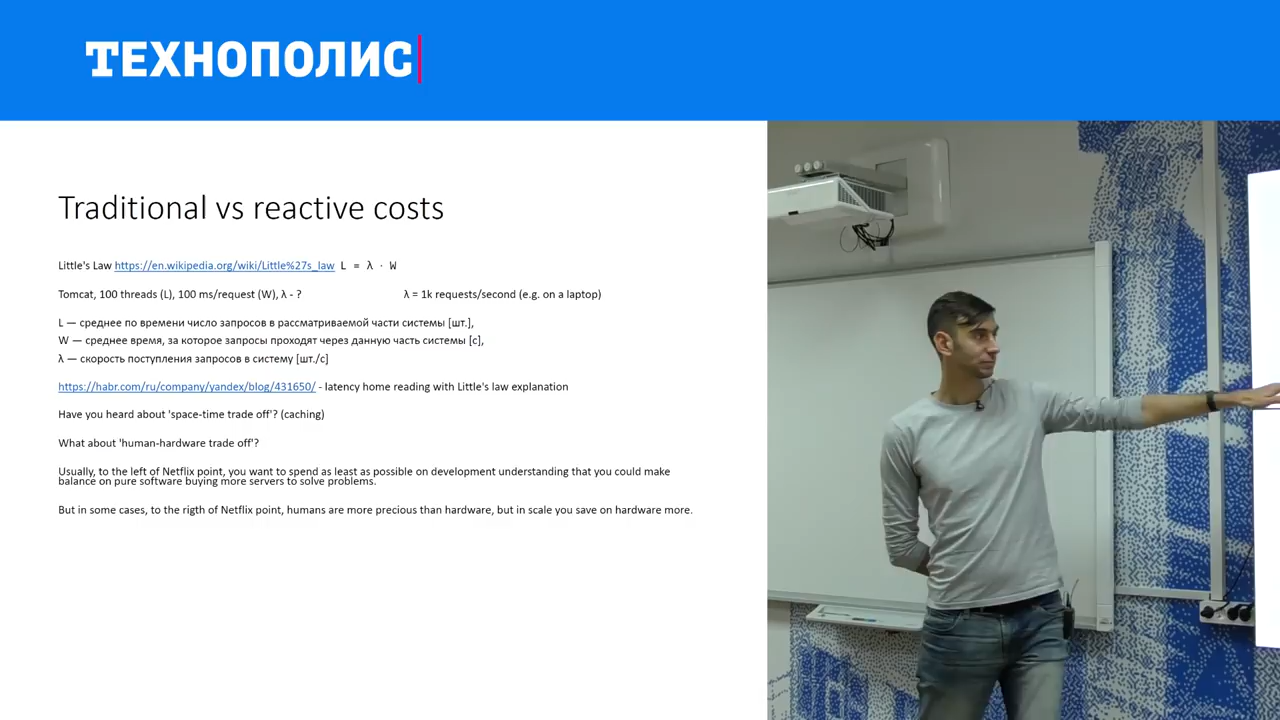 ТЕХНОПОЛИС
Traditional vs reactive costs
Little's Law https://en.wikipedia.org/wiki/Little%27s_law L = λ · W
Tomcat, 100 threads (L), 100 ms/request (W), λ - ? λ = 1k requests/second (e.g. on a laptop)
L — среднее по времени число запросов в рассматриваемой части системы [шт.],
W — среднее время, за которое запросы проходят через данную часть системы [с],
λ — скорость поступления запросов в систему [шт./с]
https://habr.com/ru/company/yandex/blog/431650/ - latency home reading with Little's law explanation
Have you heard about 'space-time trade off'? (caching)
What about 'human-hardware trade off'?
Usually, to the left of Netflix point, you want to spend as least as possible on development understanding that you could make
balance on pure software buying more servers to solve problems.
But in some cases, to the rigth of Netflix point, humans are more precious than hardware, but in scale you save on hardware more.